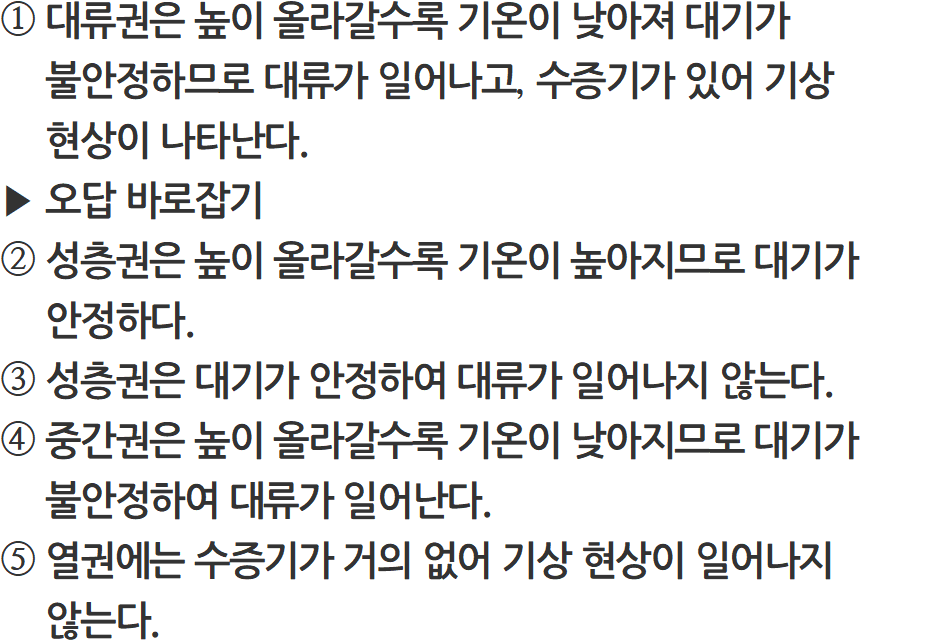 ① 대류권은 높이 올라갈수록 기온이 낮아져 대기가
불안정하므로 대류가 일어나고, 수증기가 있어 기상
현상이 나타난다.
▶ 오답 바로잡기
② 성층권은 높이 올라갈수록 기온이 높아지므로 대기가
안정하다.
③ 성층권은 대기가 안정하여 대류가 일어나지 않는다.
④ 중간권은 높이 올라갈수록 기온이 낮아지므로 대기가
불안정하여 대류가 일어난다.
⑤ 열권에는 수증기가 거의 없어 기상 현상이 일어나지
않는다.